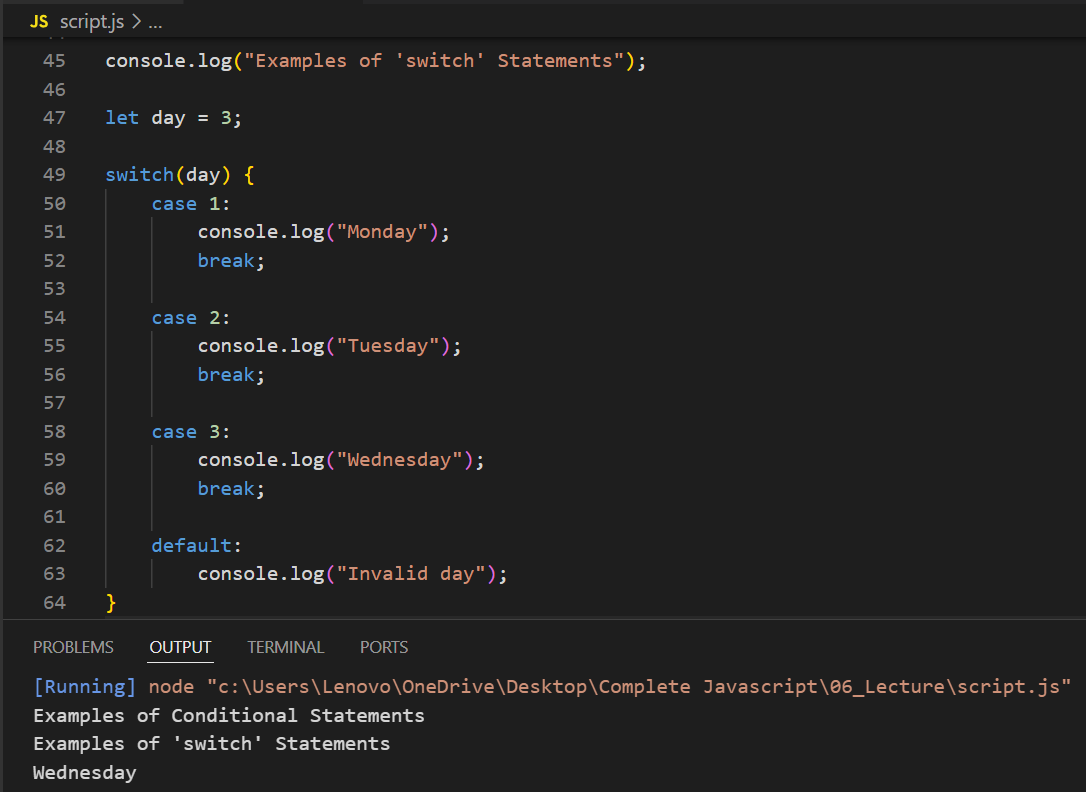 JS script.js > ...
45 console.log("Examples of 'switch' Statements");
46
47 let day = 3;
48
49 switch(day) {
50     case 1:
51         console.log("Monday");
52         break;
53
54     case 2:
55         console.log("Tuesday");
56         break;
57
58     case 3:
59         console.log("Wednesday");
60         break;
61
62     default:
63         console.log("Invalid day");
64 }
PROBLEMS OUTPUT TERMINAL PORTS
[Running] node "c:\Users\Lenovo\OneDrive\Desktop\Complete Javascript\06_Lecture\script.js"
Examples of Conditional Statements
Examples of 'switch' Statements
Wednesday